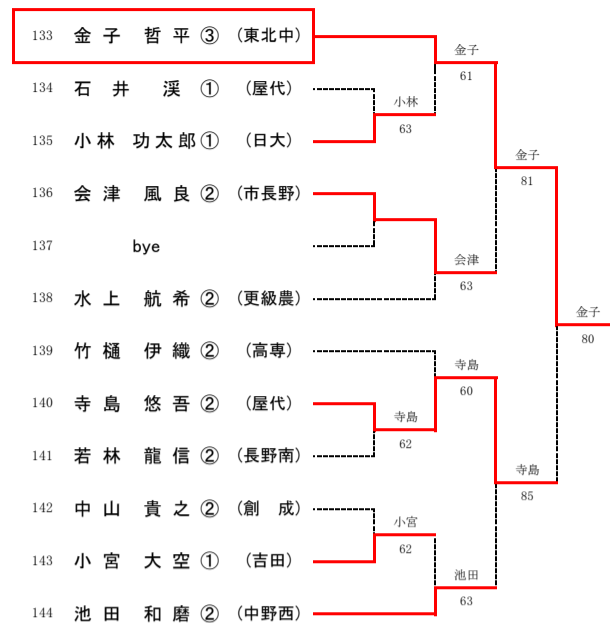 133 金子 哲平③ (東北中)
金子
61
134 石井 渓① (屋代)
小林
63
135 小林 功太郎① (日大)
金子
81
136 会津 風良② (市長野)
137 bye
会津
63
138 水上 航希② (更級農)
金子
80
139 竹樋 伊織② (高専)
寺島
60
140 寺島 悠吾② (屋代)
寺島
62
141 若林 龍信② (長野南)
寺島
85
142 中山 貴之② (創 成)
小宮
62
143 小宮 大空① (吉田)
池田
63
144 池田 和磨② (中野西)